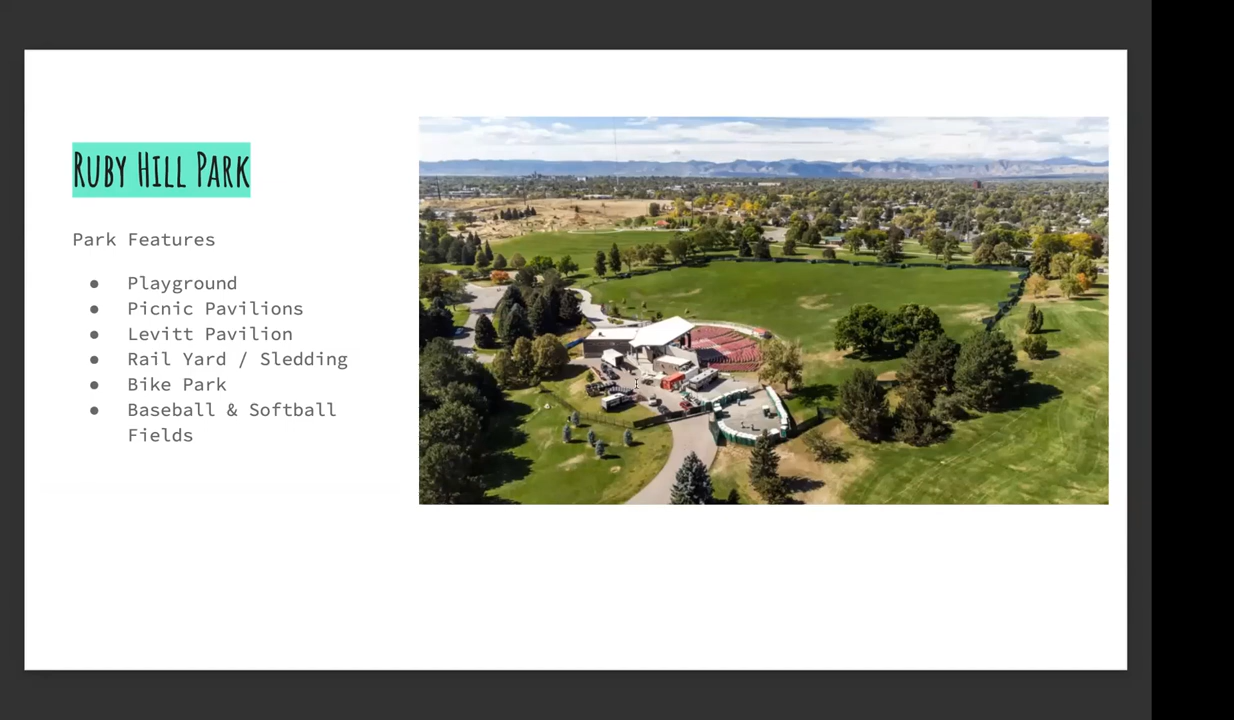 Ruby Hill Park
Park Features
● Playground
● Picnic Pavilions
● Levitt Pavilion
● Rail Yard / Sledding
● Bike Park
● Baseball & Softball
Fields